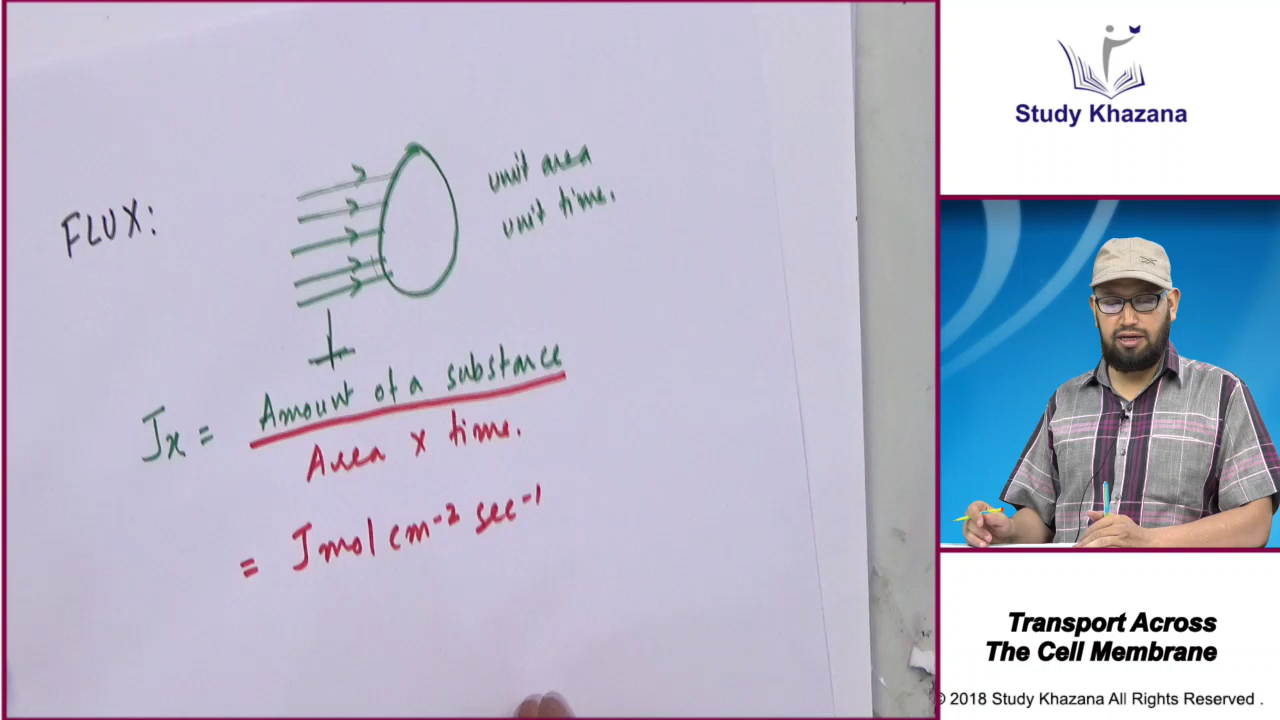 FLUX:
unit area
unit time.
Jx = Amount of a substance
Area x time.
= Jmol cm-2 sec-1
Study Khazana
Transport Across
The Cell Membrane
© 2018 Study Khazana All Rights Reserved .